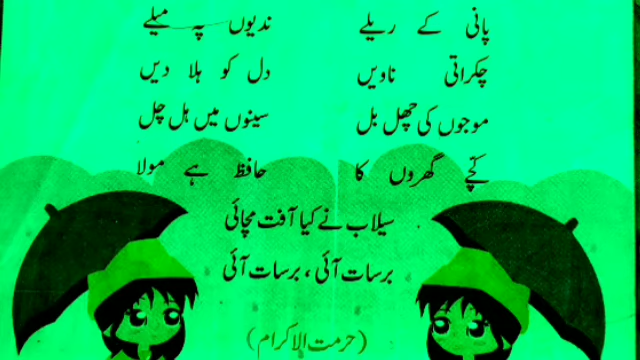 پانی کے ریلے ندیوں پہ میلے
چکراتی ناویں دل کو ہلا دیں
موجوں کی چھل بل سینوں میں ہل چل
کچّے گھروں کا حافظ ہے مولا
سیلاب نے کیا آفت مچائی
برسات آئی ، برسات آئی
(حرمت الاکرام)